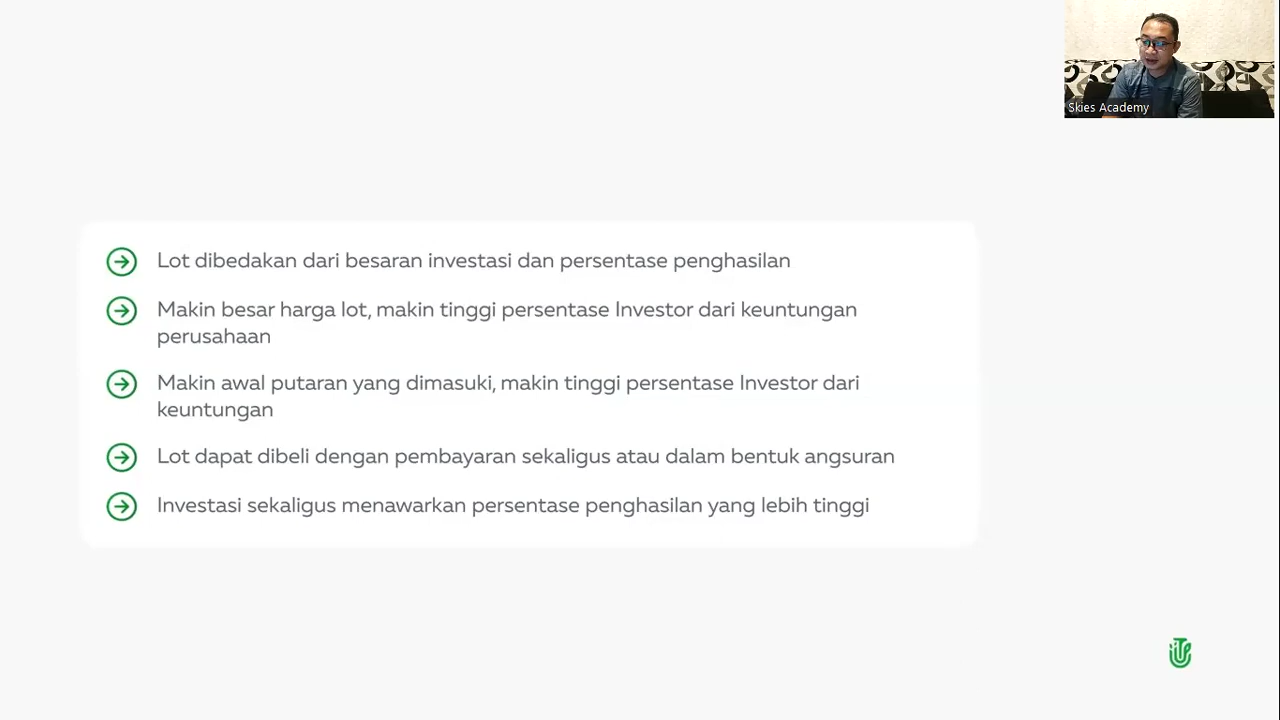 Skies Academy
Lot dibedakan dari besaran investasi dan persentase penghasilan
Makin besar harga lot, makin tinggi persentase Investor dari keuntungan
perusahaan
Makin awal putaran yang dimasuki, makin tinggi persentase Investor dari
keuntungan
Lot dapat dibeli dengan pembayaran sekaligus atau dalam bentuk angsuran
Investasi sekaligus menawarkan persentase penghasilan yang lebih tinggi